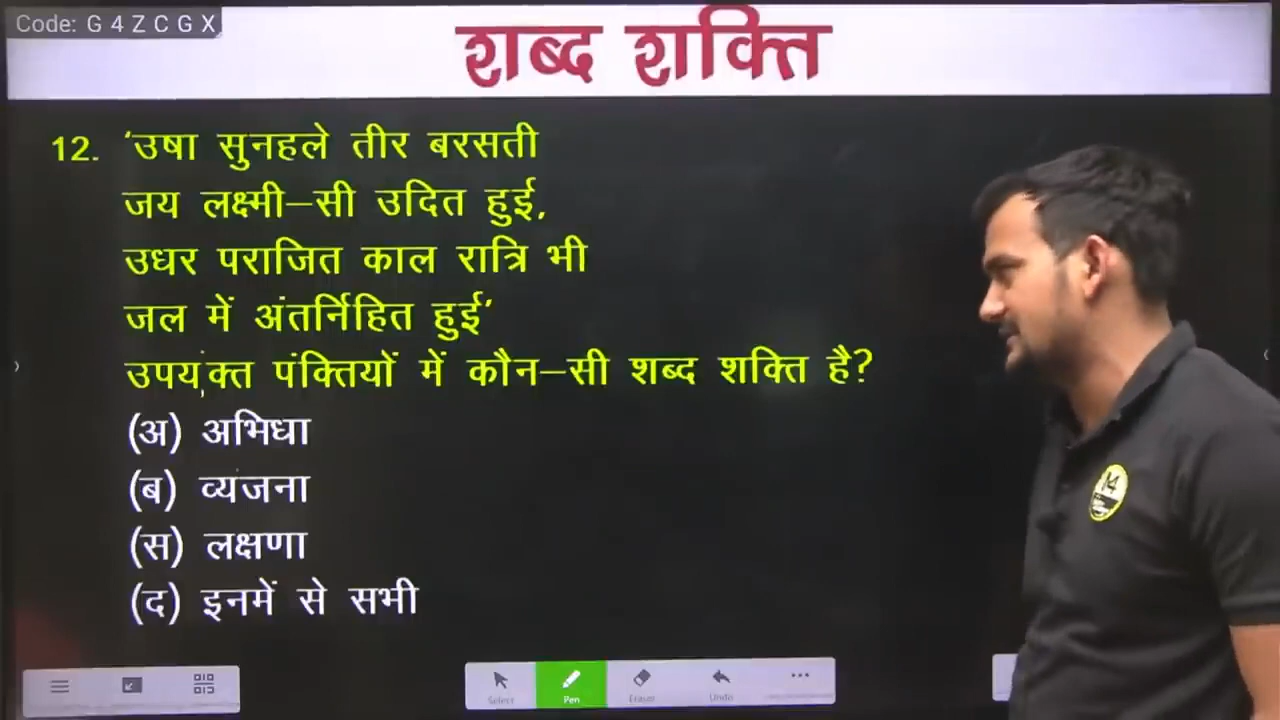 Code: G 4 Z C G X
शब्द शक्ति
12. 'उषा सुनहले तीर बरसती
जय लक्ष्मी–सी उदित हुई,
उधर पराजित काल रात्रि भी
जल में अंतर्निहित हुई'
उपयुक्त पंक्तियों में कौन–सी शब्द शक्ति है?
(अ) अभिधा
(ब) व्यंजना
(स) लक्षणा
(द) इनमें से सभी
Select Pen Eraser Undo